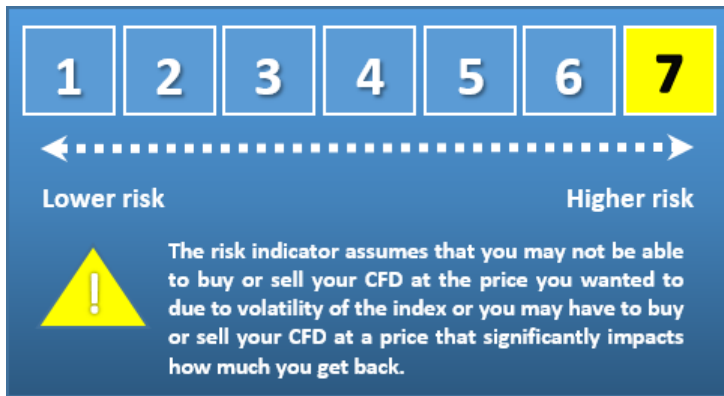 1 2 3 4 5 6 7
Lower risk Higher risk
!
The risk indicator assumes that you may not be able
to buy or sell your CFD at the price you wanted to
due to volatility of the index or you may have to buy
or sell your CFD at a price that significantly impacts
how much you get back.